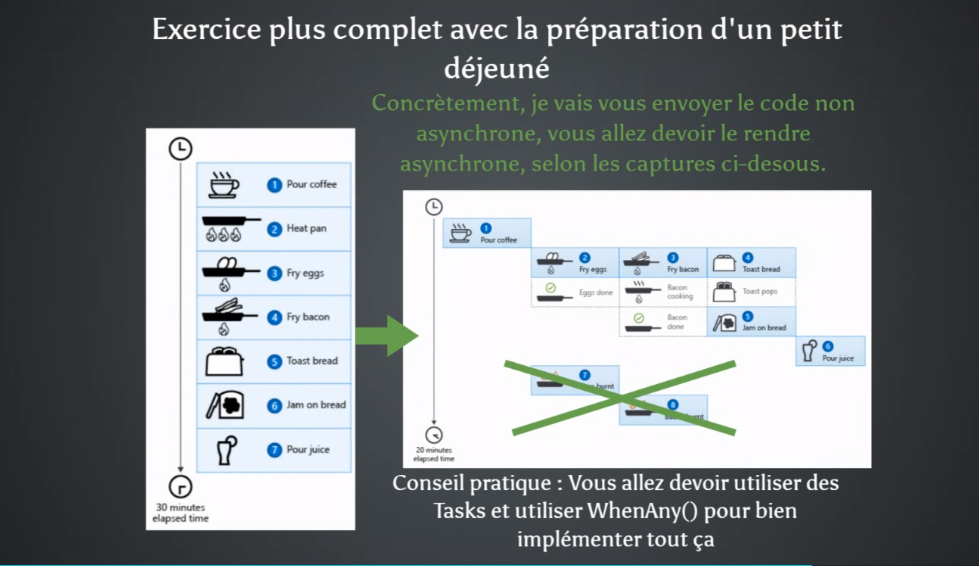 Exercice plus complet avec la préparation d'un petit
déjeuné
Concrètement, je vais vous envoyer le code non
asynchrone, vous allez devoir le rendre
asynchrone, selon les captures ci-desous.
1 Pour coffee
2 Heat pan
3 Fry eggs
4 Fry bacon
5 Toast bread
6 Jam on bread
7 Pour juice
30 minutes
elapsed time
1
Pour coffee
2
Fry eggs
3
Fry bacon
4
Toast bread
Eggs done
Bacon
cooking
Toast pops
Bacon
done
5
Jam on bread
6
Pour juice
7
burnt
8
20 minutes
elapsed time
Conseil pratique : Vous allez devoir utiliser des
Tasks et utiliser WhenAny() pour bien
implémenter tout ça